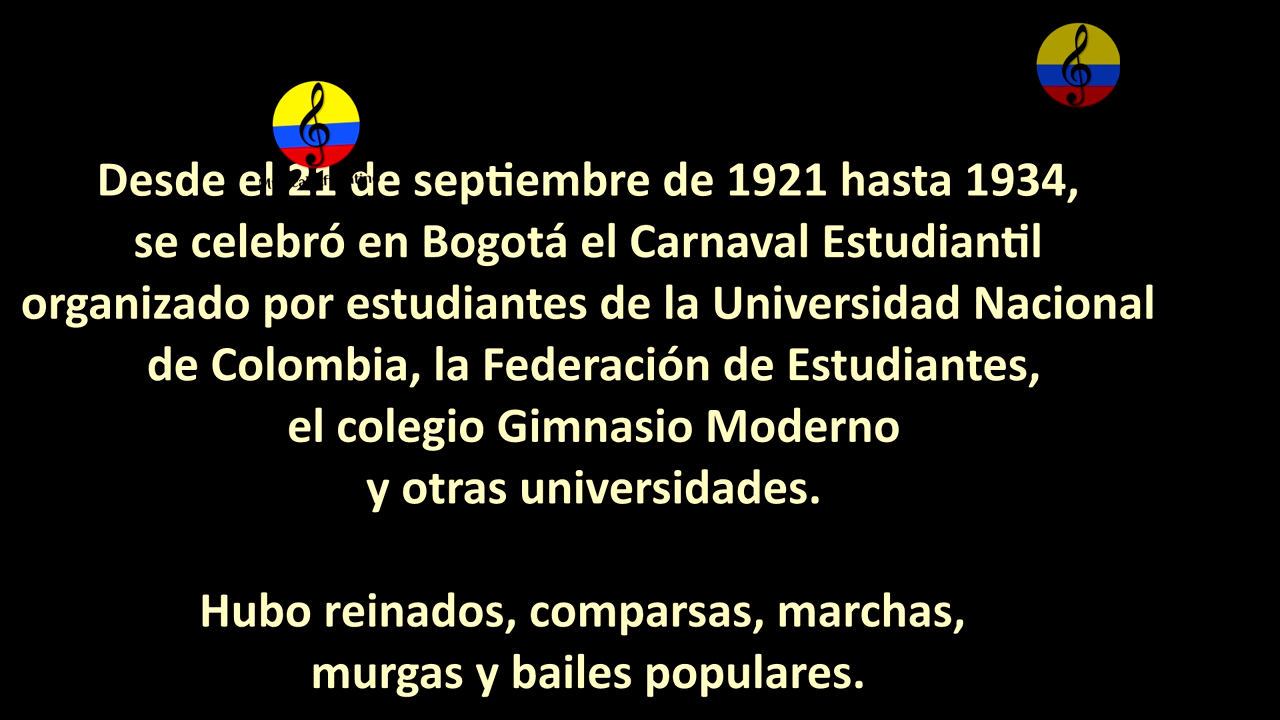 Desde el 21 de septiembre de 1921 hasta 1934,
se celebró en Bogotá el Carnaval Estudiantil
organizado por estudiantes de la Universidad Nacional
de Colombia, la Federación de Estudiantes,
el colegio Gimnasio Moderno
y otras universidades.
Hubo reinados, comparsas, marchas,
murgas y bailes populares.